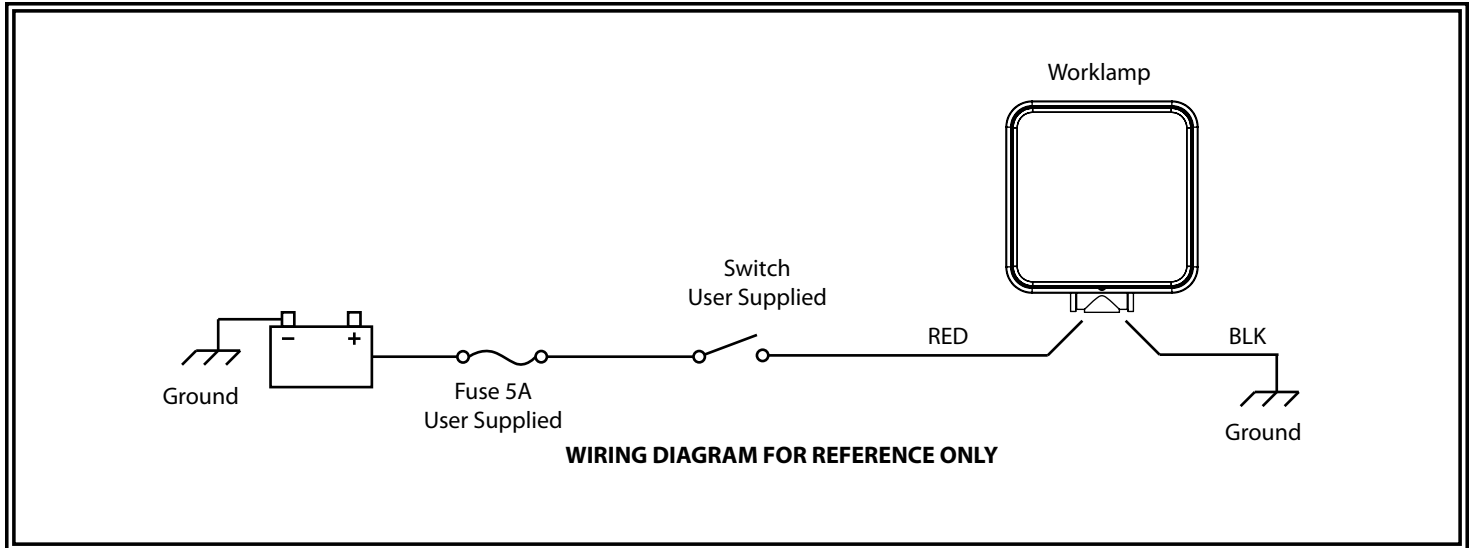 Worklamp
Switch
User Supplied
RED
BLK
− +
Ground
Fuse 5A
User Supplied
Ground
WIRING DIAGRAM FOR REFERENCE ONLY